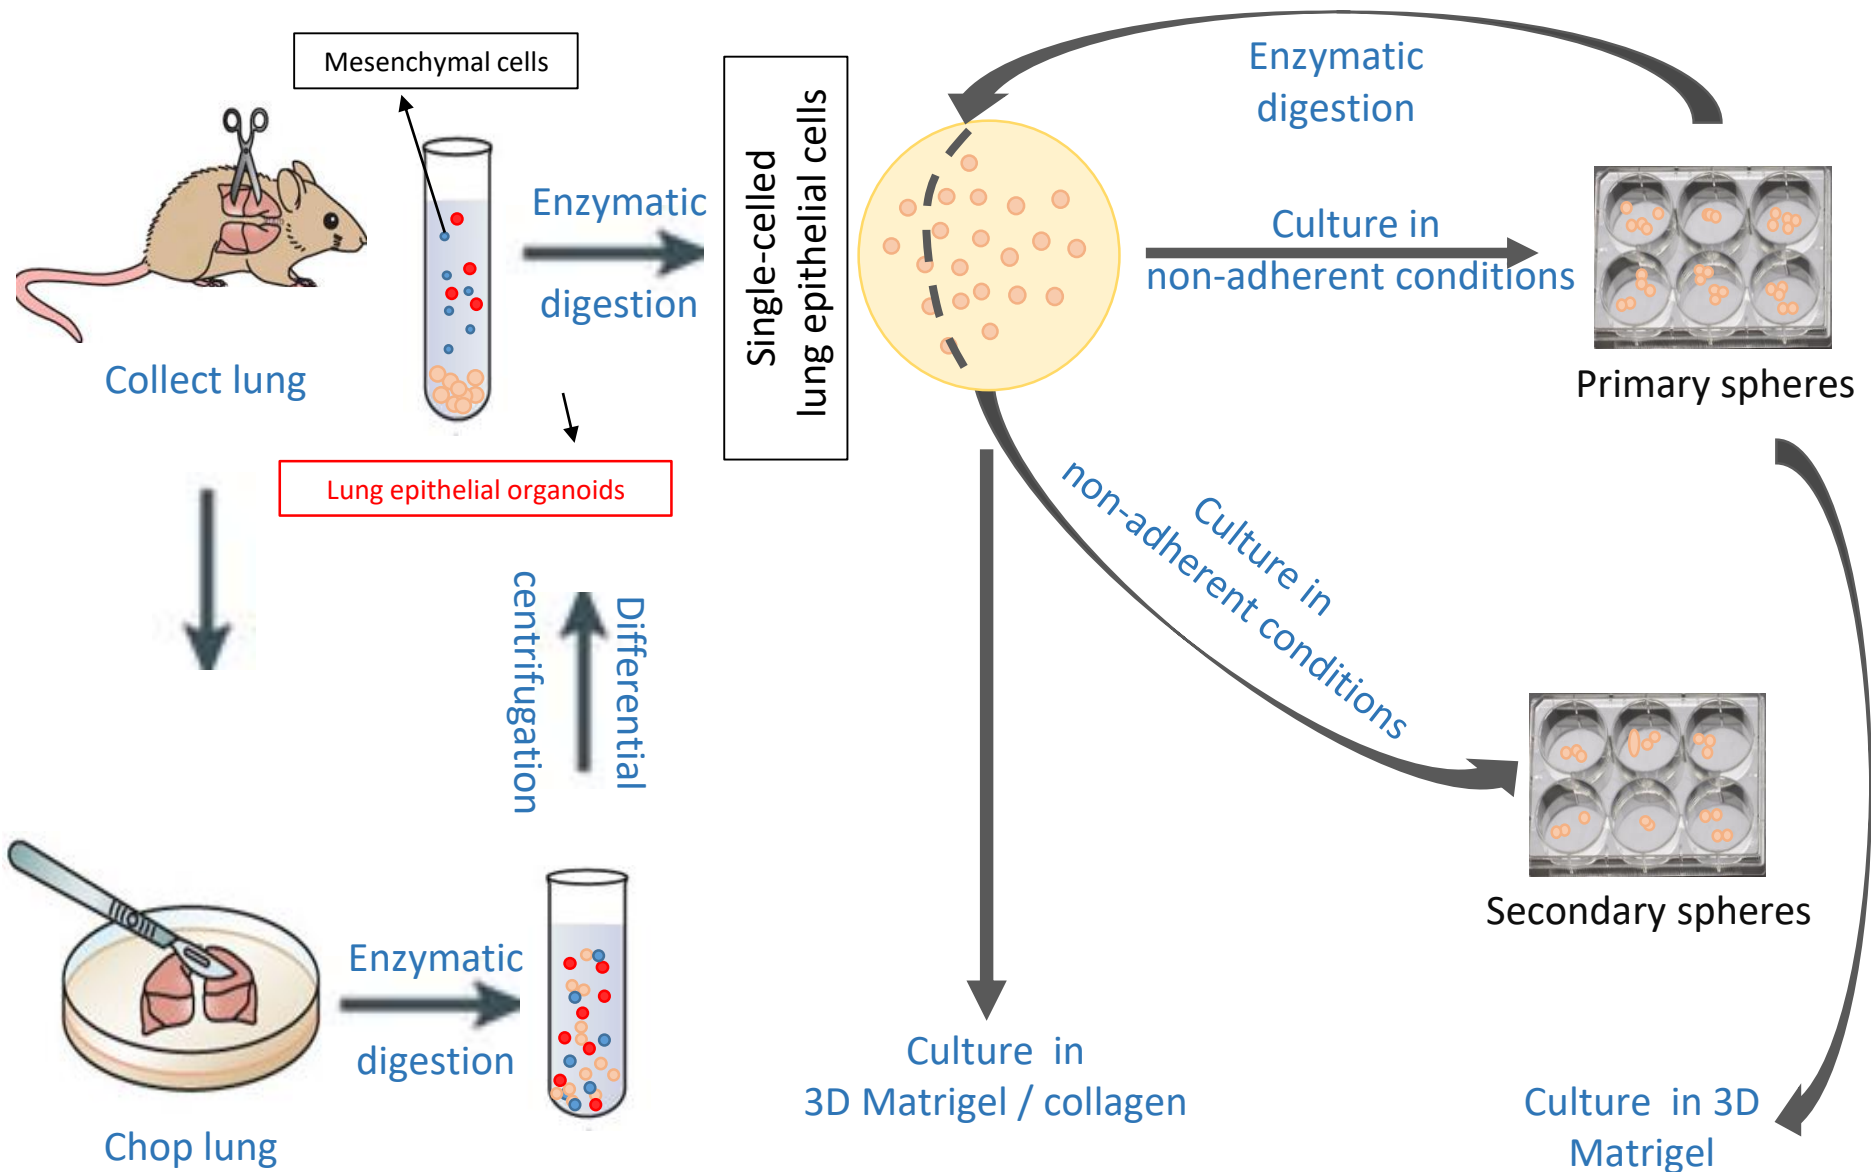 Mesenchymal cells
Collect lung
Enzymatic
digestion
Lung epithelial organoids
Single-celled
lung epithelial cells
Enzymatic
digestion
Culture in
non-adherent conditions
Primary spheres
Differential
centrifugation
Culture in
non-adherent conditions
Secondary spheres
Enzymatic
digestion
Chop lung
Culture in
3D Matrigel / collagen
Culture in 3D
Matrigel